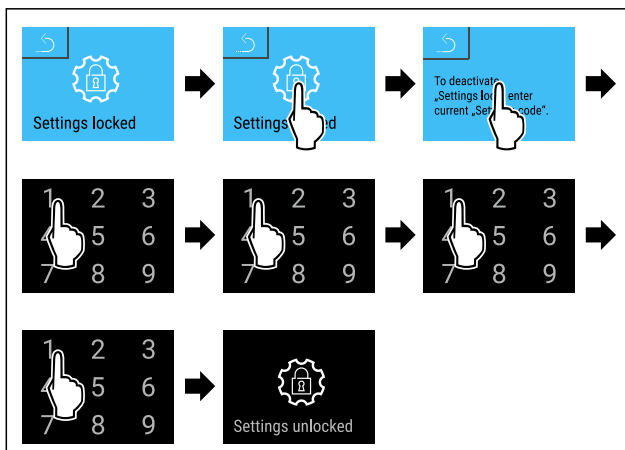 Settings locked
Settings
To deactivate
„Settings lock enter
current code“.
1 2 3
5 6
7 8 9
1 2 3
5 6
7 8 9
1 2 3
5 6
7 8 9
1 2 3
5 6
7 8 9
Settings unlocked